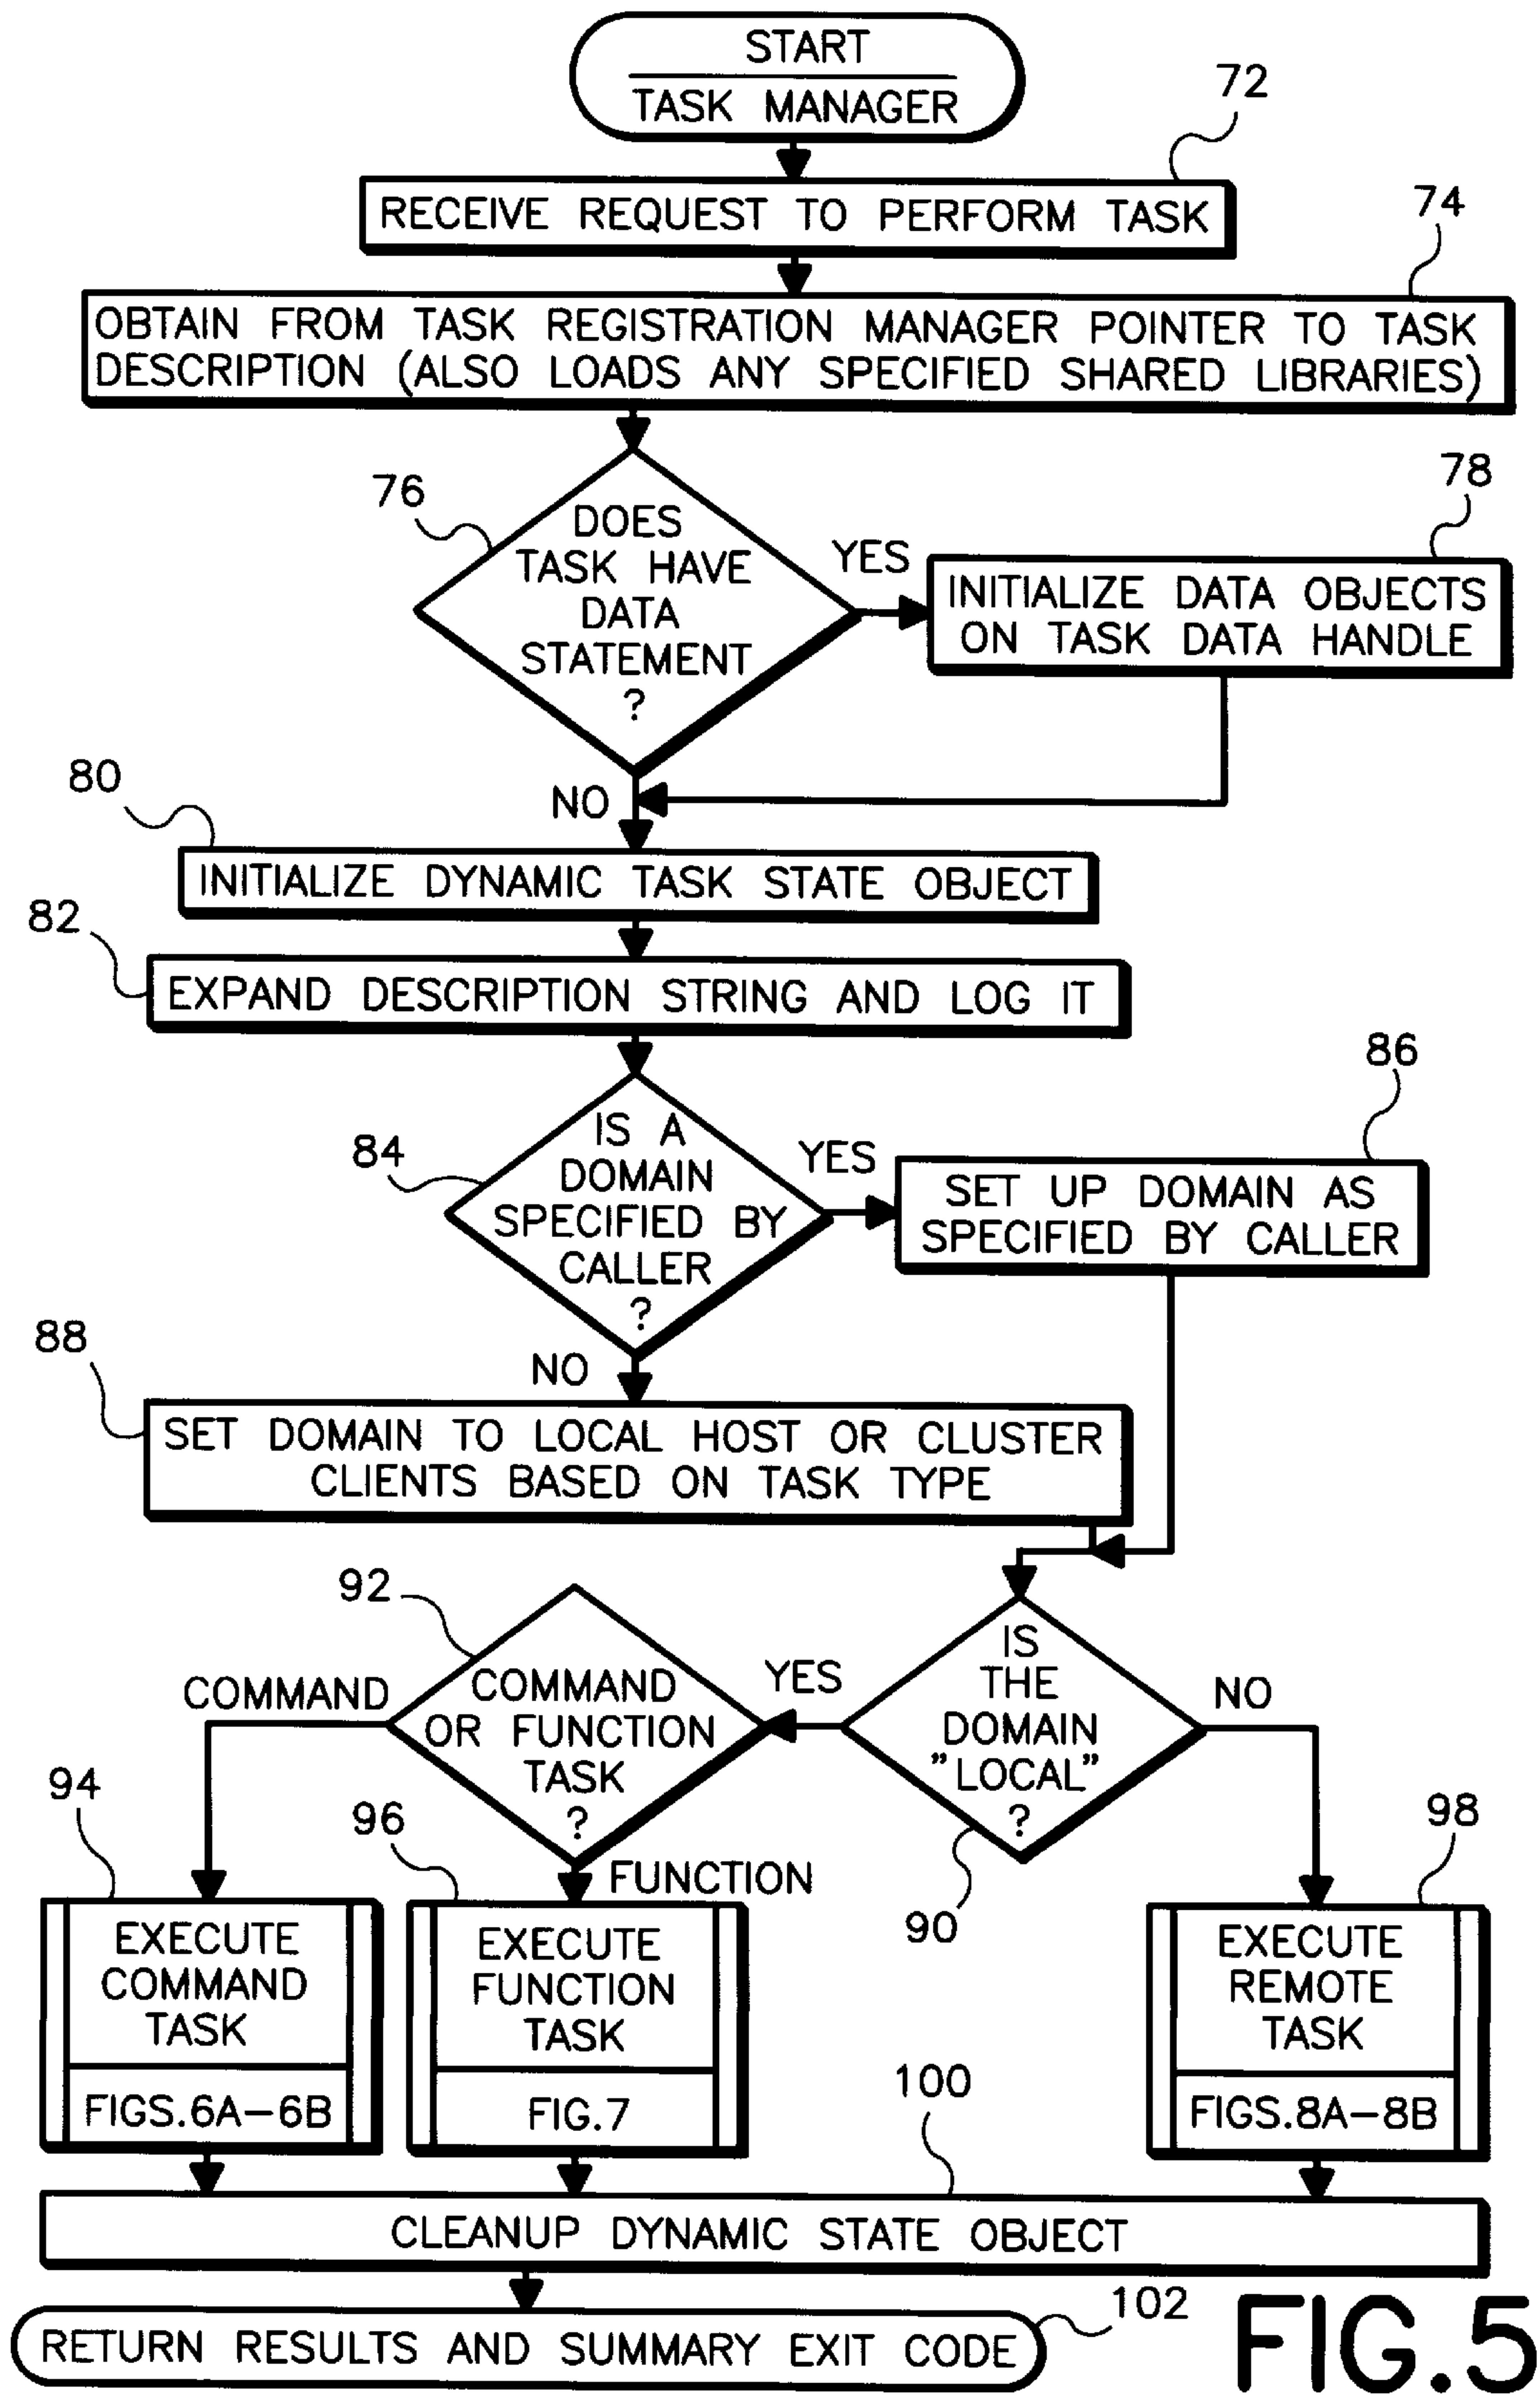 START
TASK MANAGER
72
RECEIVE REQUEST TO PERFORM TASK
74
OBTAIN FROM TASK REGISTRATION MANAGER POINTER TO TASK
DESCRIPTION (ALSO LOADS ANY SPECIFIED SHARED LIBRARIES)
76
DOES
TASK HAVE
DATA
STATEMENT
?
YES
78
INITIALIZE DATA OBJECTS
ON TASK DATA HANDLE
NO
80
INITIALIZE DYNAMIC TASK STATE OBJECT
82
EXPAND DESCRIPTION STRING AND LOG IT
84
IS A
DOMAIN
SPECIFIED BY
CALLER
?
YES
86
SET UP DOMAIN AS
SPECIFIED BY CALLER
NO
88
SET DOMAIN TO LOCAL HOST OR CLUSTER
CLIENTS BASED ON TASK TYPE
90
IS
THE
DOMAIN
"LOCAL"
?
YES
NO
92
COMMAND
OR FUNCTION
TASK
?
COMMAND
FUNCTION
94
EXECUTE
COMMAND
TASK
FIGS.6A-6B
96
EXECUTE
FUNCTION
TASK
FIG.7
98
EXECUTE
REMOTE
TASK
FIGS.8A-8B
100
CLEANUP DYNAMIC STATE OBJECT
102
RETURN RESULTS AND SUMMARY EXIT CODE
FIG.5